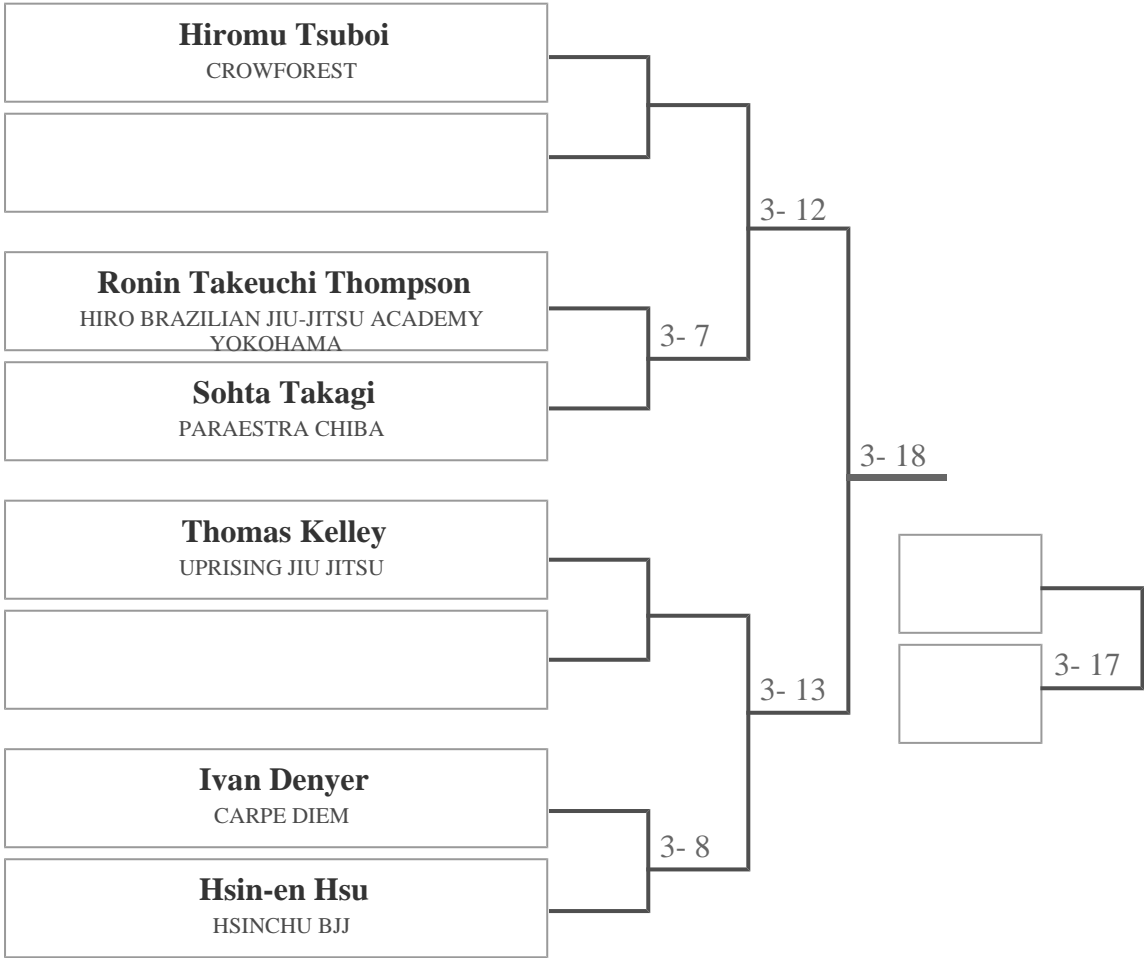 Hiromu Tsuboi
CROWFOREST
3- 12
Ronin Takeuchi Thompson
HIRO BRAZILIAN JIU-JITSU ACADEMY
YOKOHAMA
3- 7
Sohta Takagi
PARAESTRA CHIBA
3- 18
Thomas Kelley
UPRISING JIU JITSU
3- 17
3- 13
Ivan Denyer
CARPE DIEM
3- 8
Hsin-en Hsu
HSINCHU BJJ